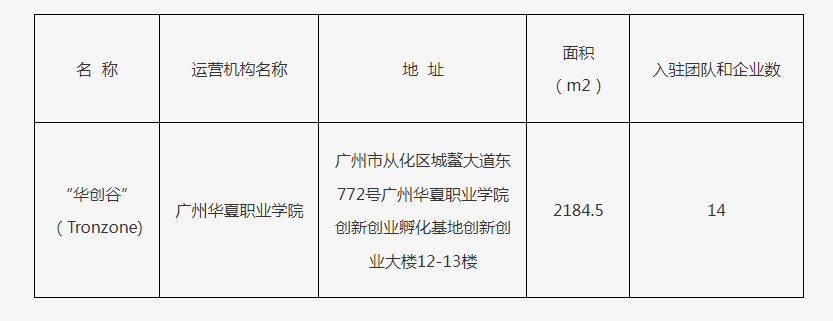 名 称
运营机构名称
地 址
面积
（m2）
入驻团队和企业数
“华创谷“
（Tronzone)
广州华夏职业学院
广州市从化区城鳌大道东
772号广州华夏职业学院
创新创业孵化基地创新创
业大楼12-13楼
2184.5
14